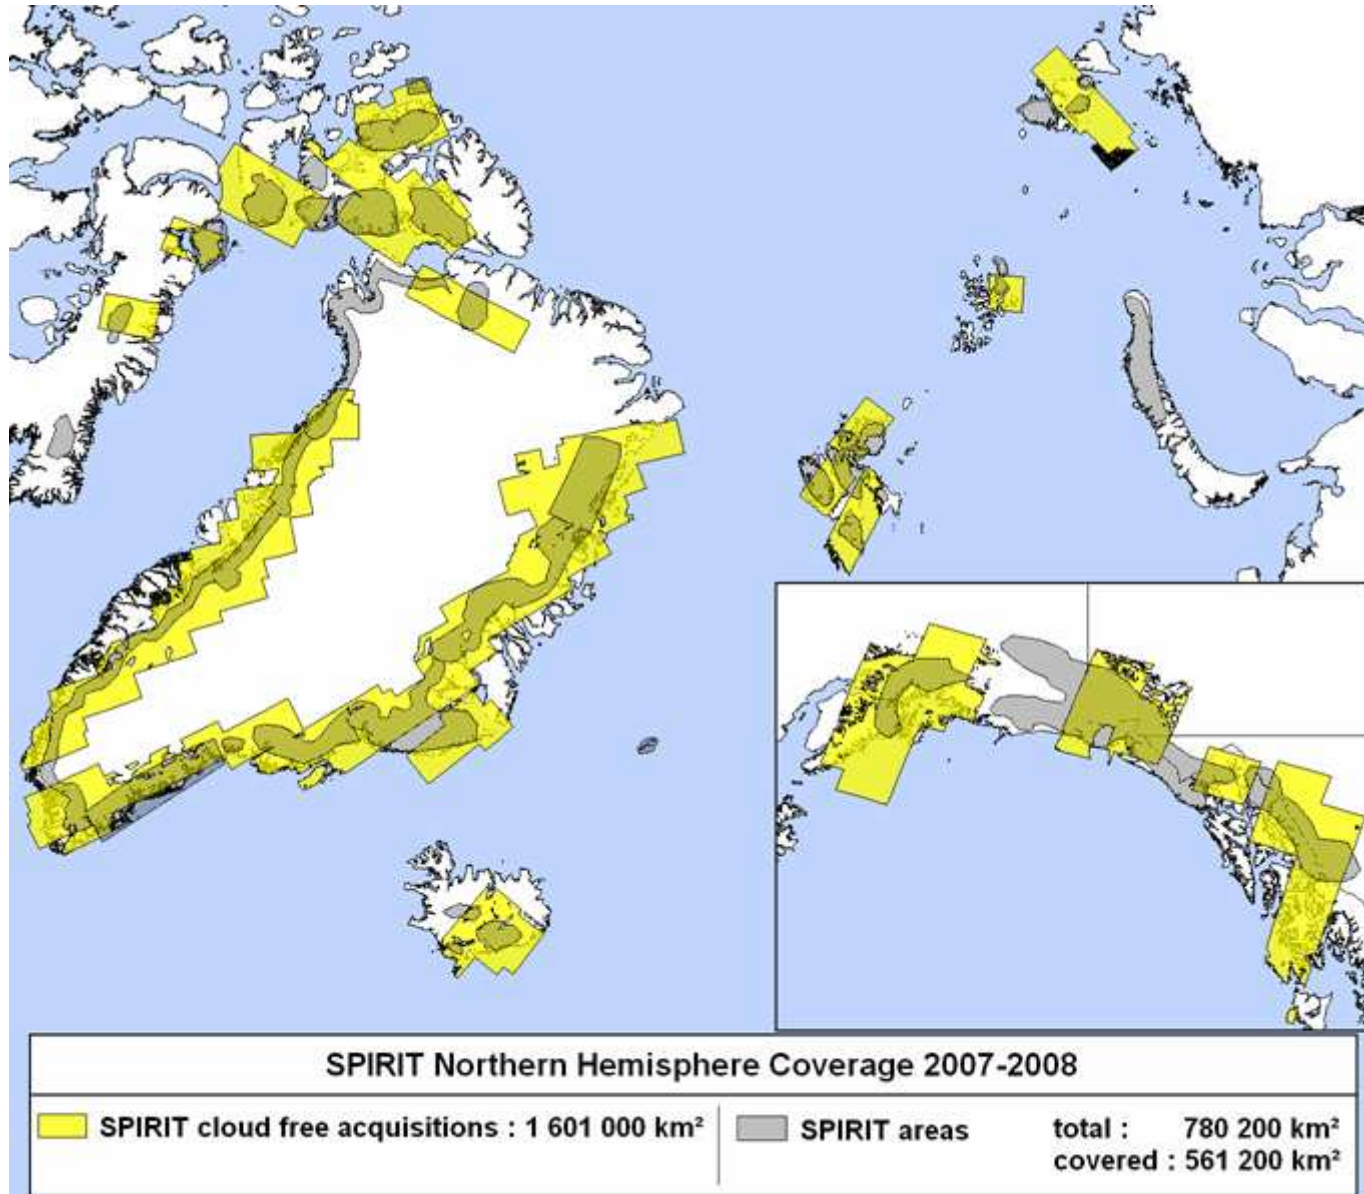 SPIRIT Northern Hemisphere Coverage 2007-2008
SPIRIT cloud free acquisitions : 1 601 000 km²
SPIRIT areas
total : 780 200 km²
covered : 561 200 km²